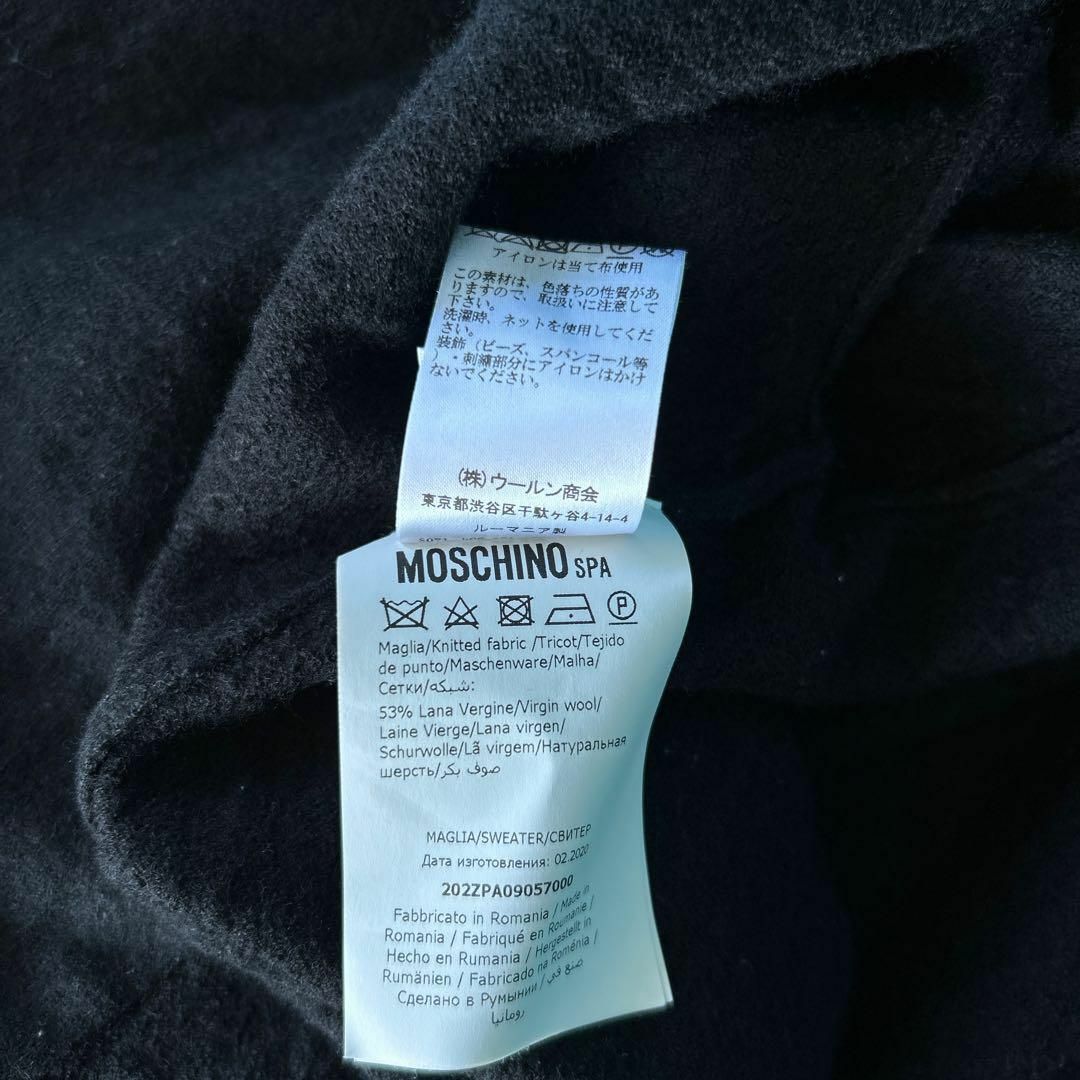 アイロンは当て布使用
この素材は、色落ちの性質があ
りますので、取扱いに注意して
下さい。
洗濯時、ネットを使用してくだ
さい。
装飾（ビーズ、スパンコール等
）・刺繍部分にアイロンはかけ
ないでください。
(株)ウールン商会
東京都渋谷区千駄ヶ谷4-14-4
ルーマニア製
MOSCHINO SPA
P
Maglia/Knitted fabric /Tricot/Tejido
de punto/Maschenware/Malha/
Сетки/شبكه:
53% Lana Vergine/Virgin wool/
Laine Vierge/Lana virgen/
Schurwolle/Lã virgem/Натуральная
шерсть/صوف بكر
MAGLIA/SWEATER/СВИТЕР
Дата изготовления: 02.2020
202ZPA09057000
Fabbricato in Romania / Made in
Romania / Fabriqué en Roumanie /
Hecho en Rumania / Hergestellt in
Rumänien / Fabricado na Roménia /
Сделано в Румынии / صنع في
رومانيا